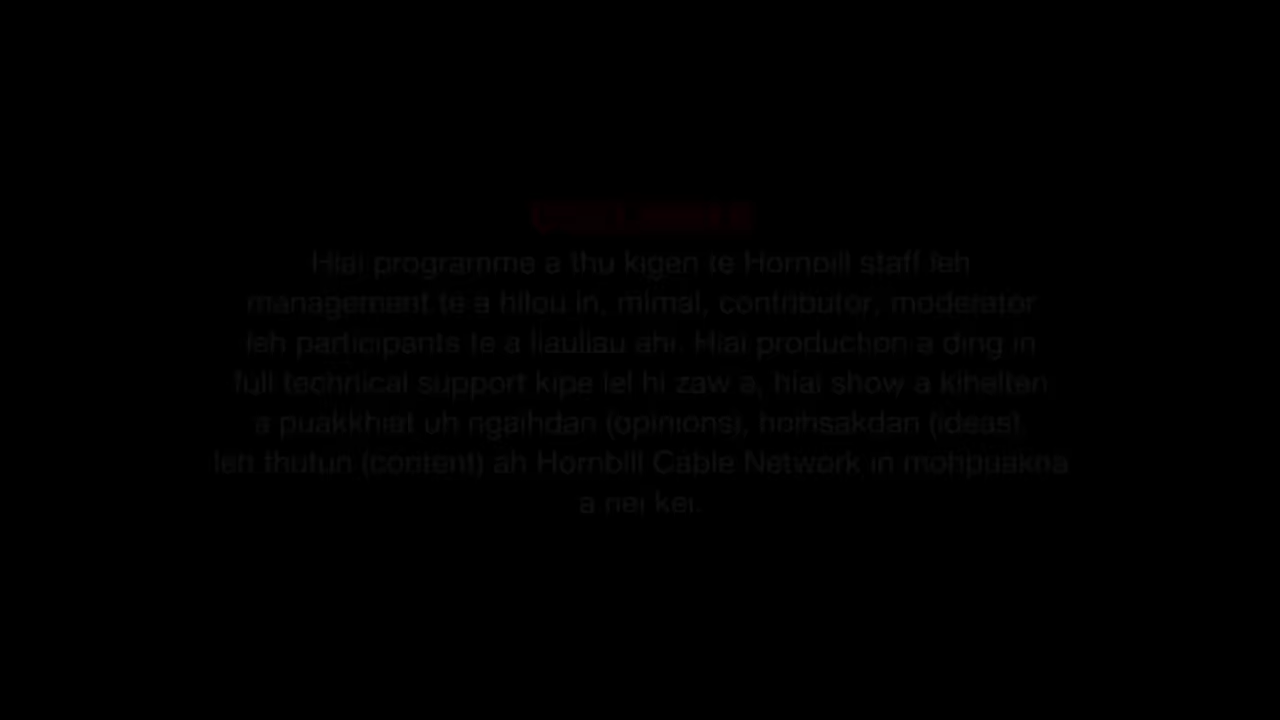 DISCLAIMER
Hiai programme a thu kigen te Hornbill staff leh
management te a hilou in, mimal, contributor, moderator
leh participants te a liauliau ahi. Hiai production a ding in
full technical support kipe lel hi zaw a, hiai show a kihelten
a puakkhiat uh ngaihdan (opinions), hoihsakdan (ideas),
leh thutun (content) ah Hornbill Cable Network in mohpuakna
a nei kei.